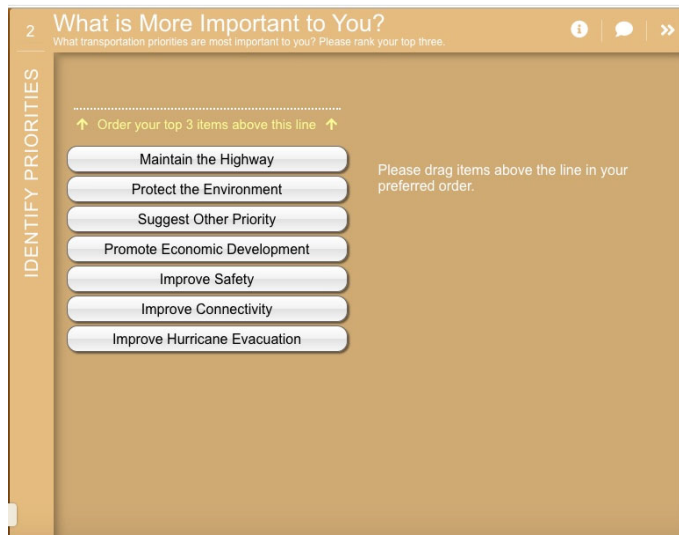 2
What is More Important to You?
What transportation priorities are most important to you? Please rank your top three.
IDENTIFY PRIORITIES
Order your top 3 items above this line
Maintain the Highway
Protect the Environment
Suggest Other Priority
Promote Economic Development
Improve Safety
Improve Connectivity
Improve Hurricane Evacuation
Please drag items above the line in your
preferred order.